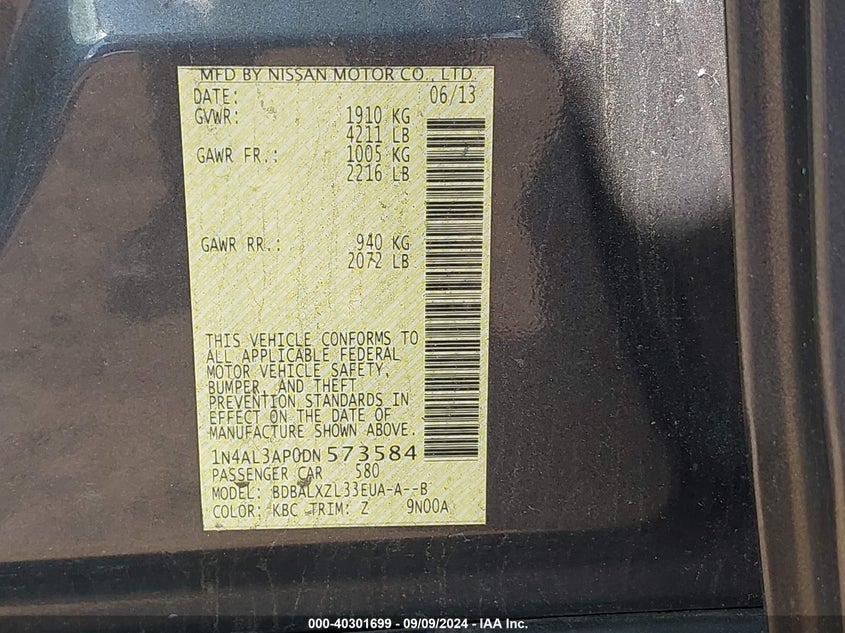 MFD BY NISSAN MOTOR CO., LTD.
DATE: 06/13
GVWR: 1910 KG
4211 LB
GAWR FR.: 1005 KG
2216 LB
GAWR RR.: 940 KG
2072 LB
THIS VEHICLE CONFORMS TO
ALL APPLICABLE FEDERAL
MOTOR VEHICLE SAFETY,
BUMPER, AND THEFT
PREVENTION STANDARDS IN
EFFECT ON THE DATE OF
MANUFACTURE SHOWN ABOVE.
1N4AL3AP0DN573584
PASSENGER CAR 580
MODEL: BDBALXZL33EUA-A--B
COLOR: KBC TRIM: Z 9N00A
000-40301699 - 09/09/2024 - IAA Inc.